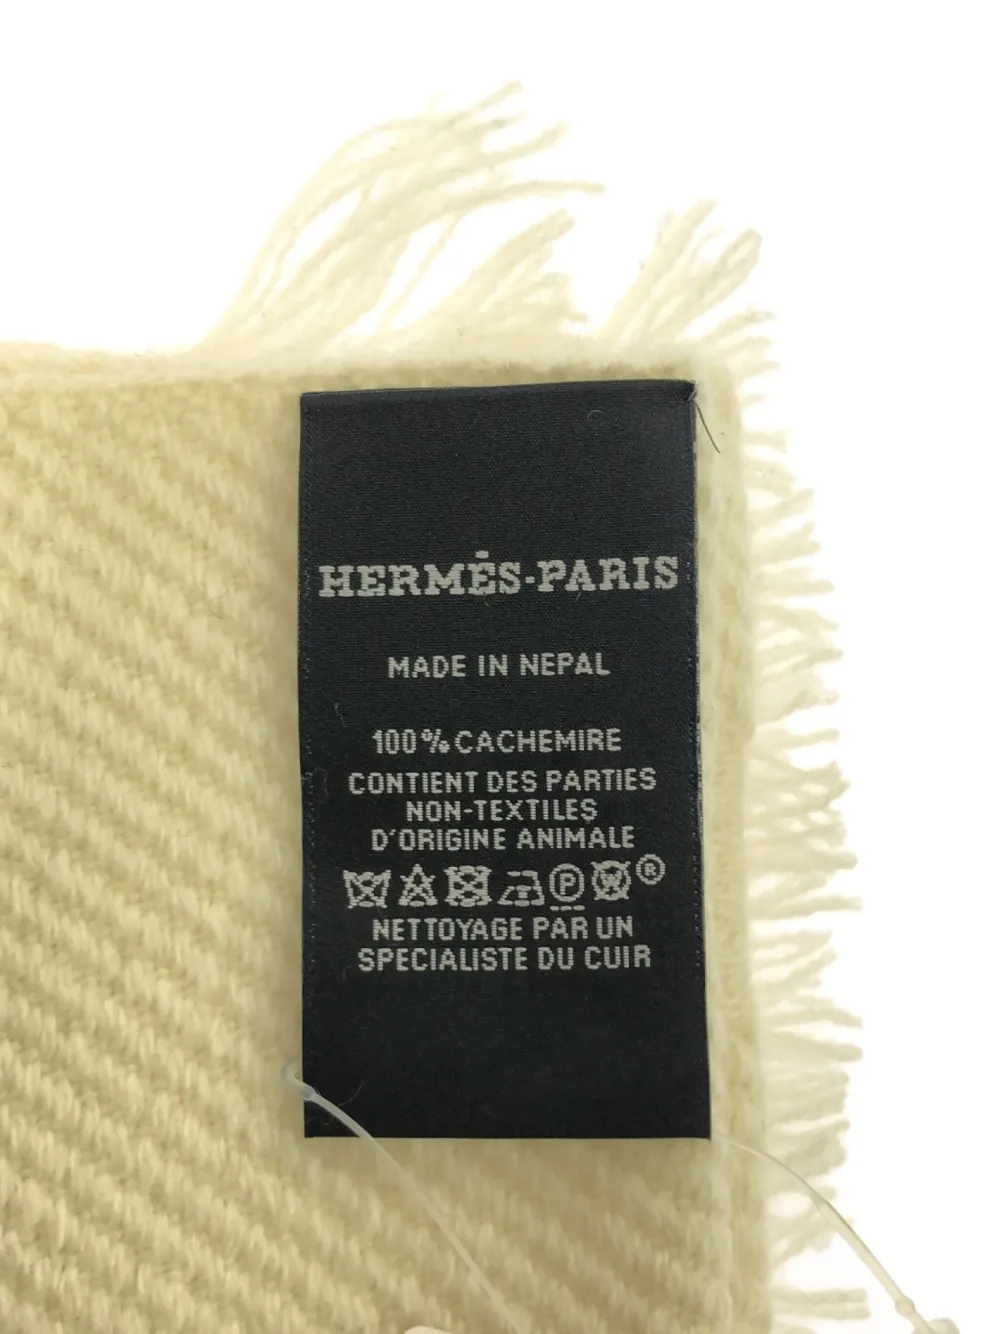 HERMÈS-PARIS
MADE IN NEPAL
100% CACHEMIRE
CONTIENT DES PARTIES
NON-TEXTILES
D'ORIGINE ANIMALE
P W ®
NETTOYAGE PAR UN
SPECIALISTE DU CUIR